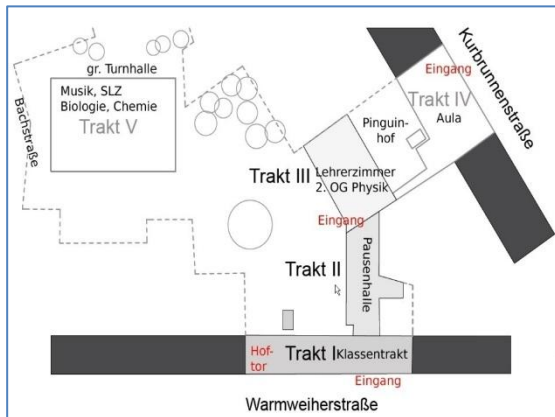 gr. Turnhalle
Musik, SLZ
Biologie, Chemie
Trakt V
Bachstraße
Kurbrunnenstraße
Eingang
Trakt IV
Aula
Pinguin-
hof
Trakt III
Lehrerzimmer
2. OG Physik
Eingang
Trakt II
Pausenhalle
Hof-
tor
Trakt I Klassentrakt
Eingang
Warmweiherstraße